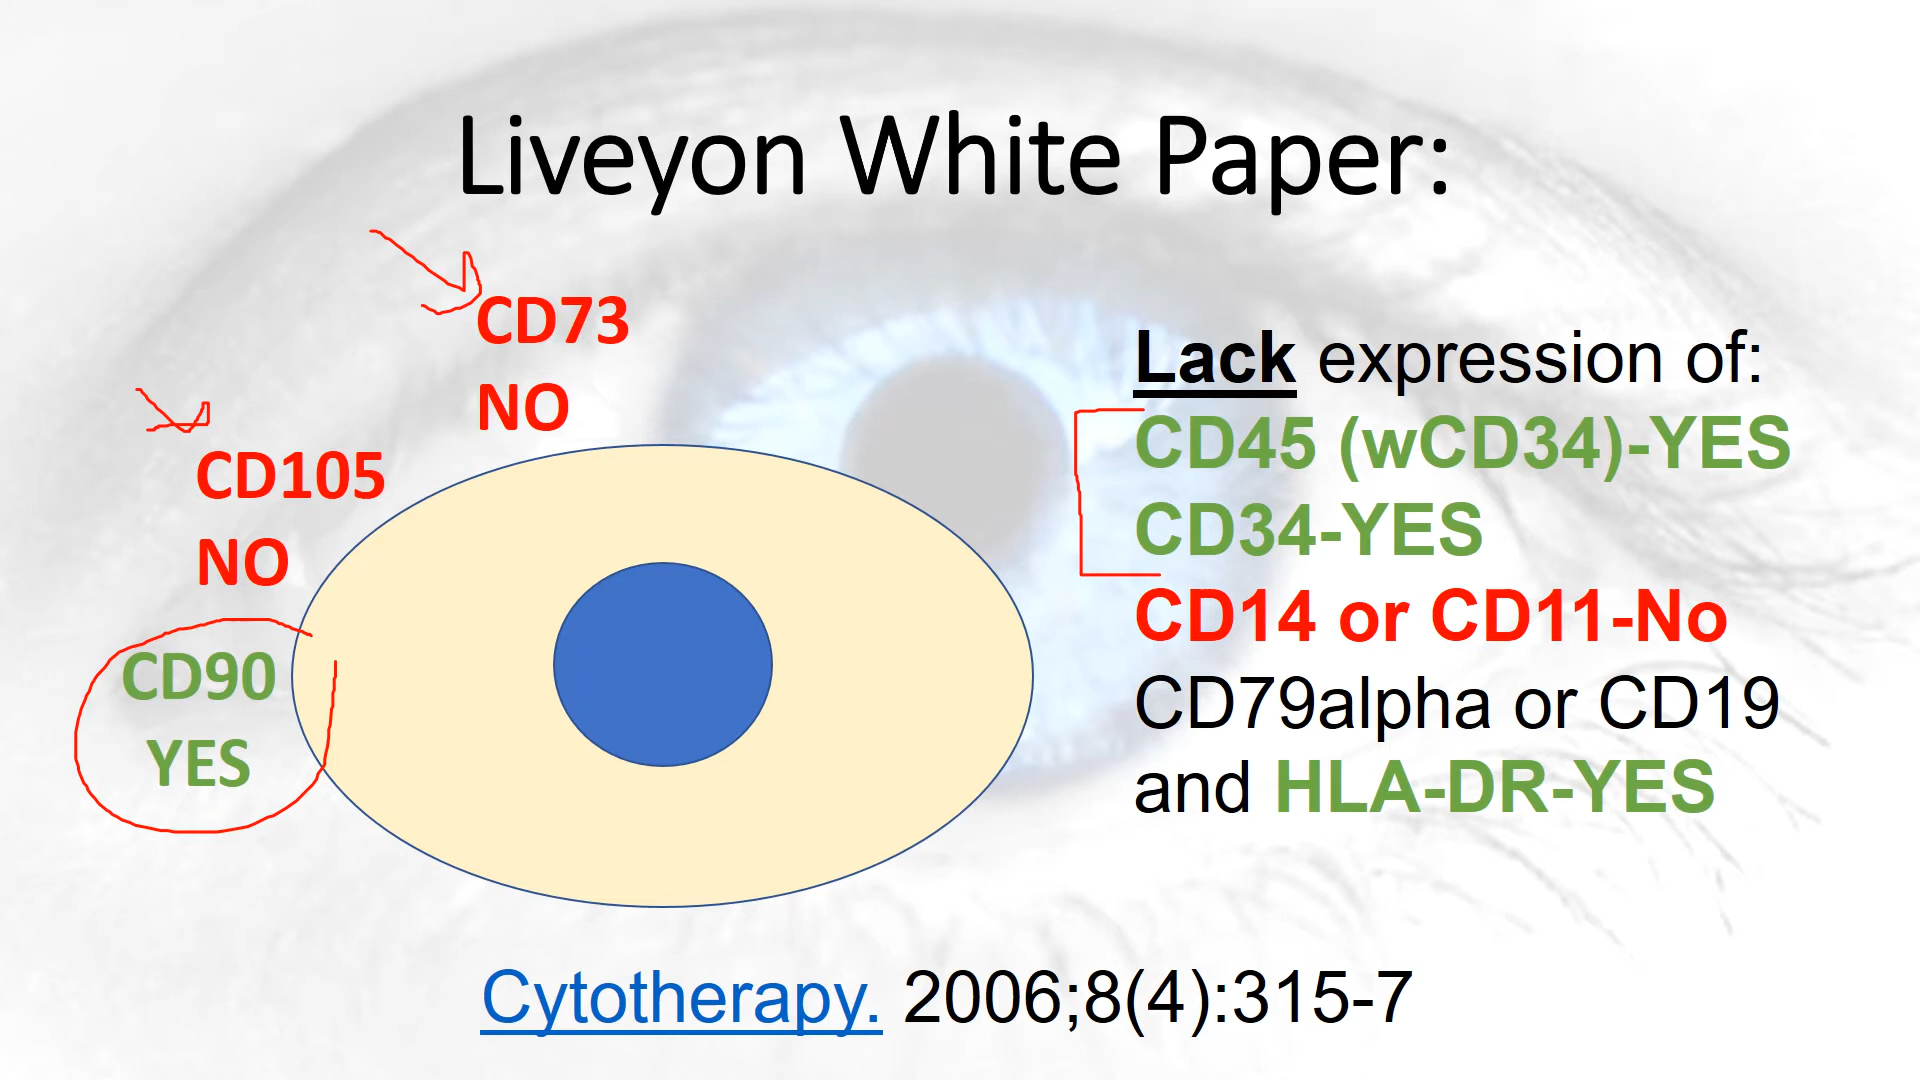 Liveyon White Paper:
CD73
NO
CD105
NO
CD90
YES
Lack expression of:
CD45 (wCD34)-YES
CD34-YES
CD14 or CD11-No
CD79alpha or CD19
and HLA-DR-YES
Cytotherapy. 2006;8(4):315-7